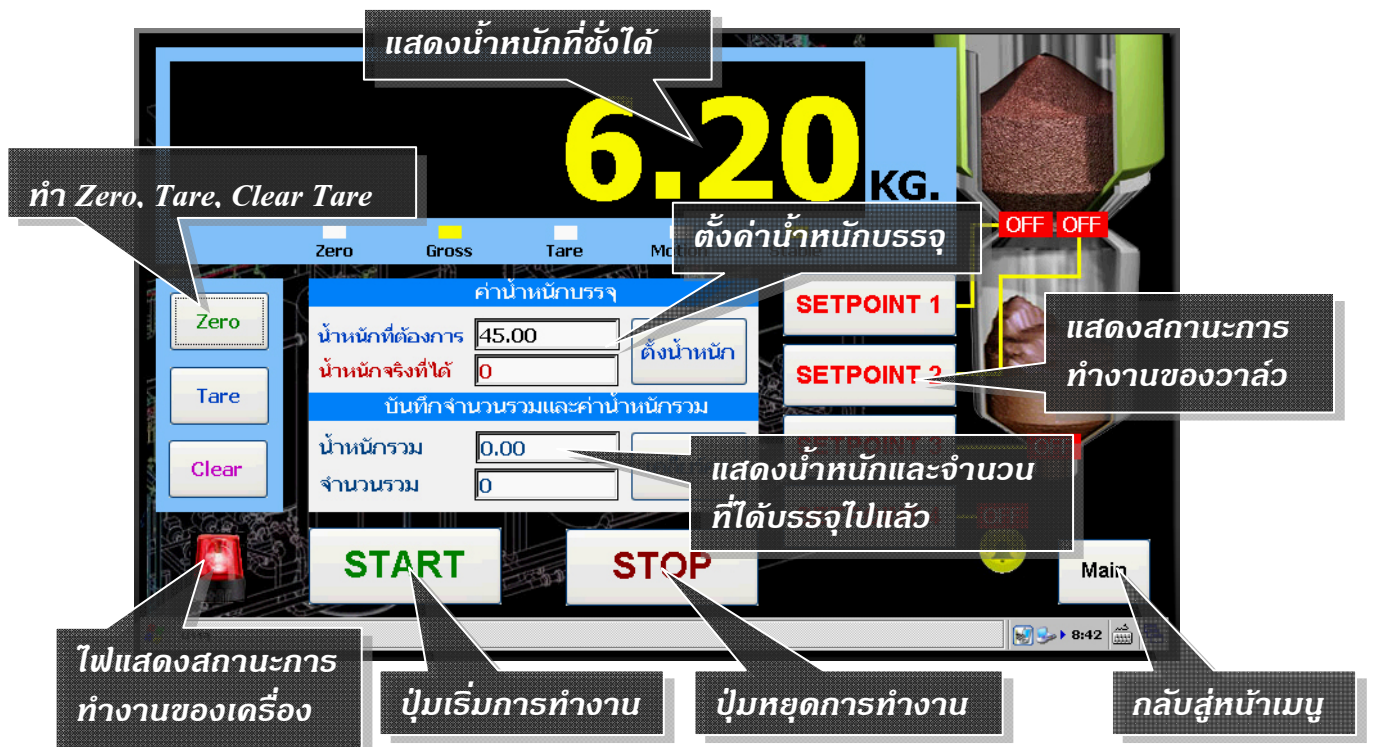 แสดงน้ำหนักที่ชั่งได้
6.20 KG.
ทำ Zero, Tare, Clear Tare
ตั้งค่าน้ำหนักบรรจุ
OFF OFF
Zero Gross Tare Motion Stable
ค่าน้ำหนักบรรจุ
SETPOINT 1
Zero
น้ำหนักที่ต้องการ 45.00
ตั้งน้ำหนัก
น้ำหนักจริงที่ได้ 0
แสดงสถานะการ
ทำงานของวาล์ว
SETPOINT 2
Tare
บันทึกจำนวนรวมและค่าน้ำหนักรวม
น้ำหนักรวม 0.00
SETPOINT 3
OFF
Clear
จำนวนรวม 0
แสดงน้ำหนักและจำนวน
ที่ได้บรรจุไปแล้ว
OFF
START
STOP
Main
8:42
ไฟแสดงสถานะการ
ทำงานของเครื่อง
ปุ่มเริ่มการทำงาน
ปุ่มหยุดการทำงาน
กลับสู่หน้าเมนู